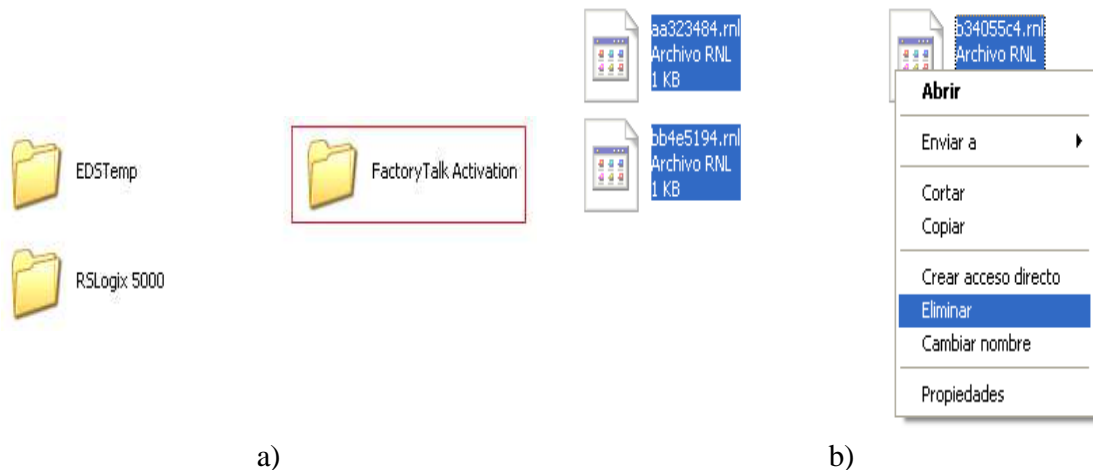 EDSTemp
FactoryTalk Activation
RSLogix 5000
aa323484.rnl
Archivo RNL
1 KB
bb4e5194.rnl
Archivo RNL
1 KB
b34055c4.rnl
Archivo RNL
Abrir
Enviar a
Cortar
Copiar
Crear acceso directo
Eliminar
Cambiar nombre
Propiedades
a)
b)